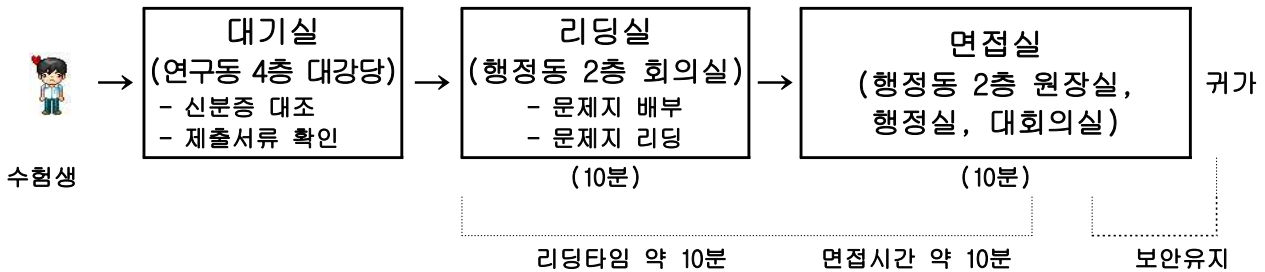 수험생
→
대기실
(연구동 4층 대강당)
- 신분증 대조
- 제출서류 확인
→
리딩실
(행정동 2층 회의실)
- 문제지 배부
- 문제지 리딩
(10분)
→
면접실
(행정동 2층 원장실,
행정실, 대회의실)
(10분)
귀가
리딩타임 약 10분
면접시간 약 10분
보안유지